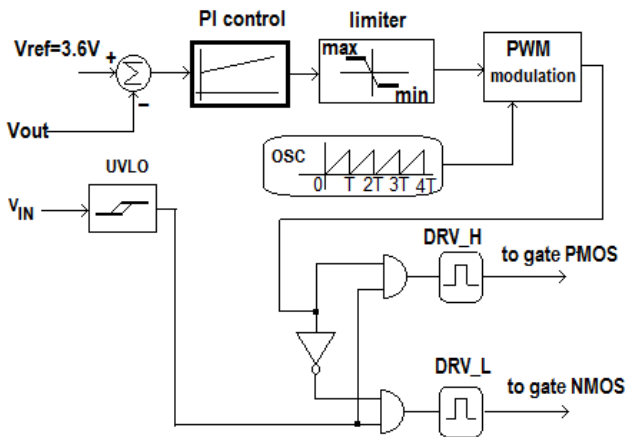 PI control
limiter
Vref=3.6V
+
Σ
−
max
min
PWM
modulation
Vout
OSC
0 T 2T 3T 4T
UVLO
VIN
DRV_H
to gate PMOS
DRV_L
to gate NMOS